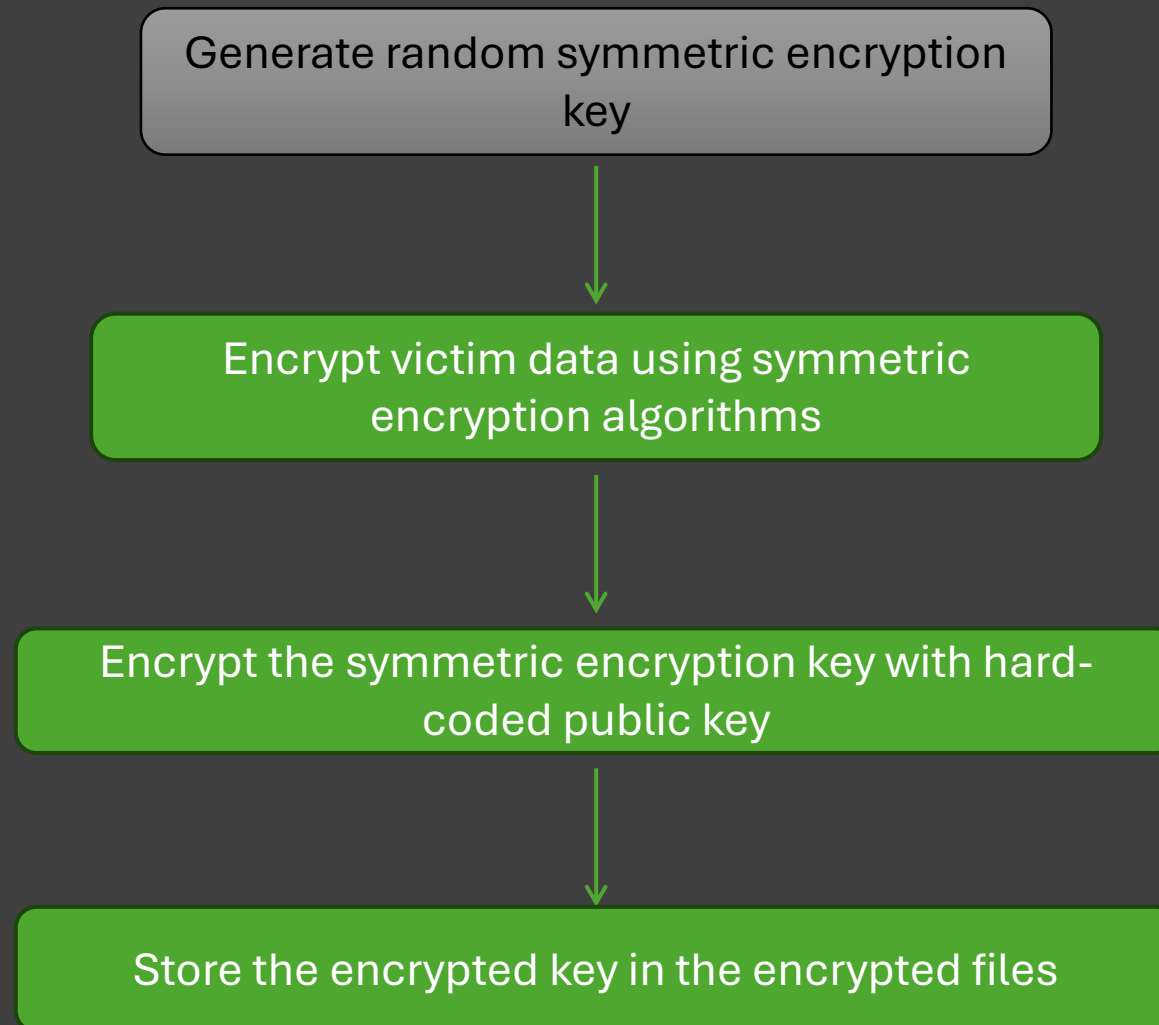 Generate random symmetric encryption
key
Encrypt victim data using symmetric
encryption algorithms
Encrypt the symmetric encryption key with hard-
coded public key
Store the encrypted key in the encrypted files